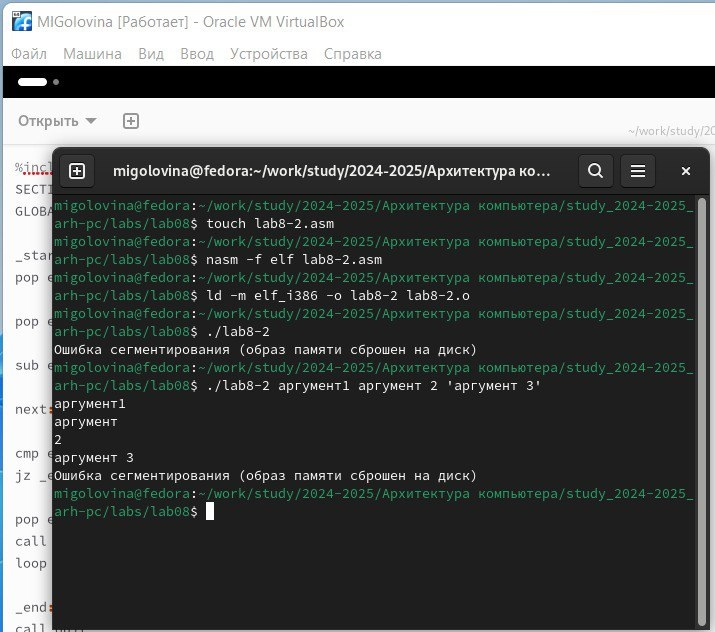 MIGolovina [Работает] - Oracle VM VirtualBox
Файл Машина Вид Ввод Устройства Справка
Открыть
~/work/study/20
%incl
SECTI
GLOBA
_star
pop e
pop e
sub e
next:
cmp e
jz _e
pop e
call
loop
_end:
call
migolovina@fedora:~/work/study/2024-2025/Архитектура ко...
migolovina@fedora:~/work/study/2024-2025/Архитектура компьютера/study_2024-2025_
arh-pc/labs/lab08$ touch lab8-2.asm
migolovina@fedora:~/work/study/2024-2025/Архитектура компьютера/study_2024-2025_
arh-pc/labs/lab08$ nasm -f elf lab8-2.asm
migolovina@fedora:~/work/study/2024-2025/Архитектура компьютера/study_2024-2025_
arh-pc/labs/lab08$ ld -m elf_i386 -o lab8-2 lab8-2.o
migolovina@fedora:~/work/study/2024-2025/Архитектура компьютера/study_2024-2025_
arh-pc/labs/lab08$ ./lab8-2
Ошибка сегментирования (образ памяти сброшен на диск)
migolovina@fedora:~/work/study/2024-2025/Архитектура компьютера/study_2024-2025_
arh-pc/labs/lab08$ ./lab8-2 аргумент1 аргумент 2 'аргумент 3'
аргумент1
аргумент
2
аргумент 3
Ошибка сегментирования (образ памяти сброшен на диск)
migolovina@fedora:~/work/study/2024-2025/Архитектура компьютера/study_2024-2025_
arh-pc/labs/lab08$